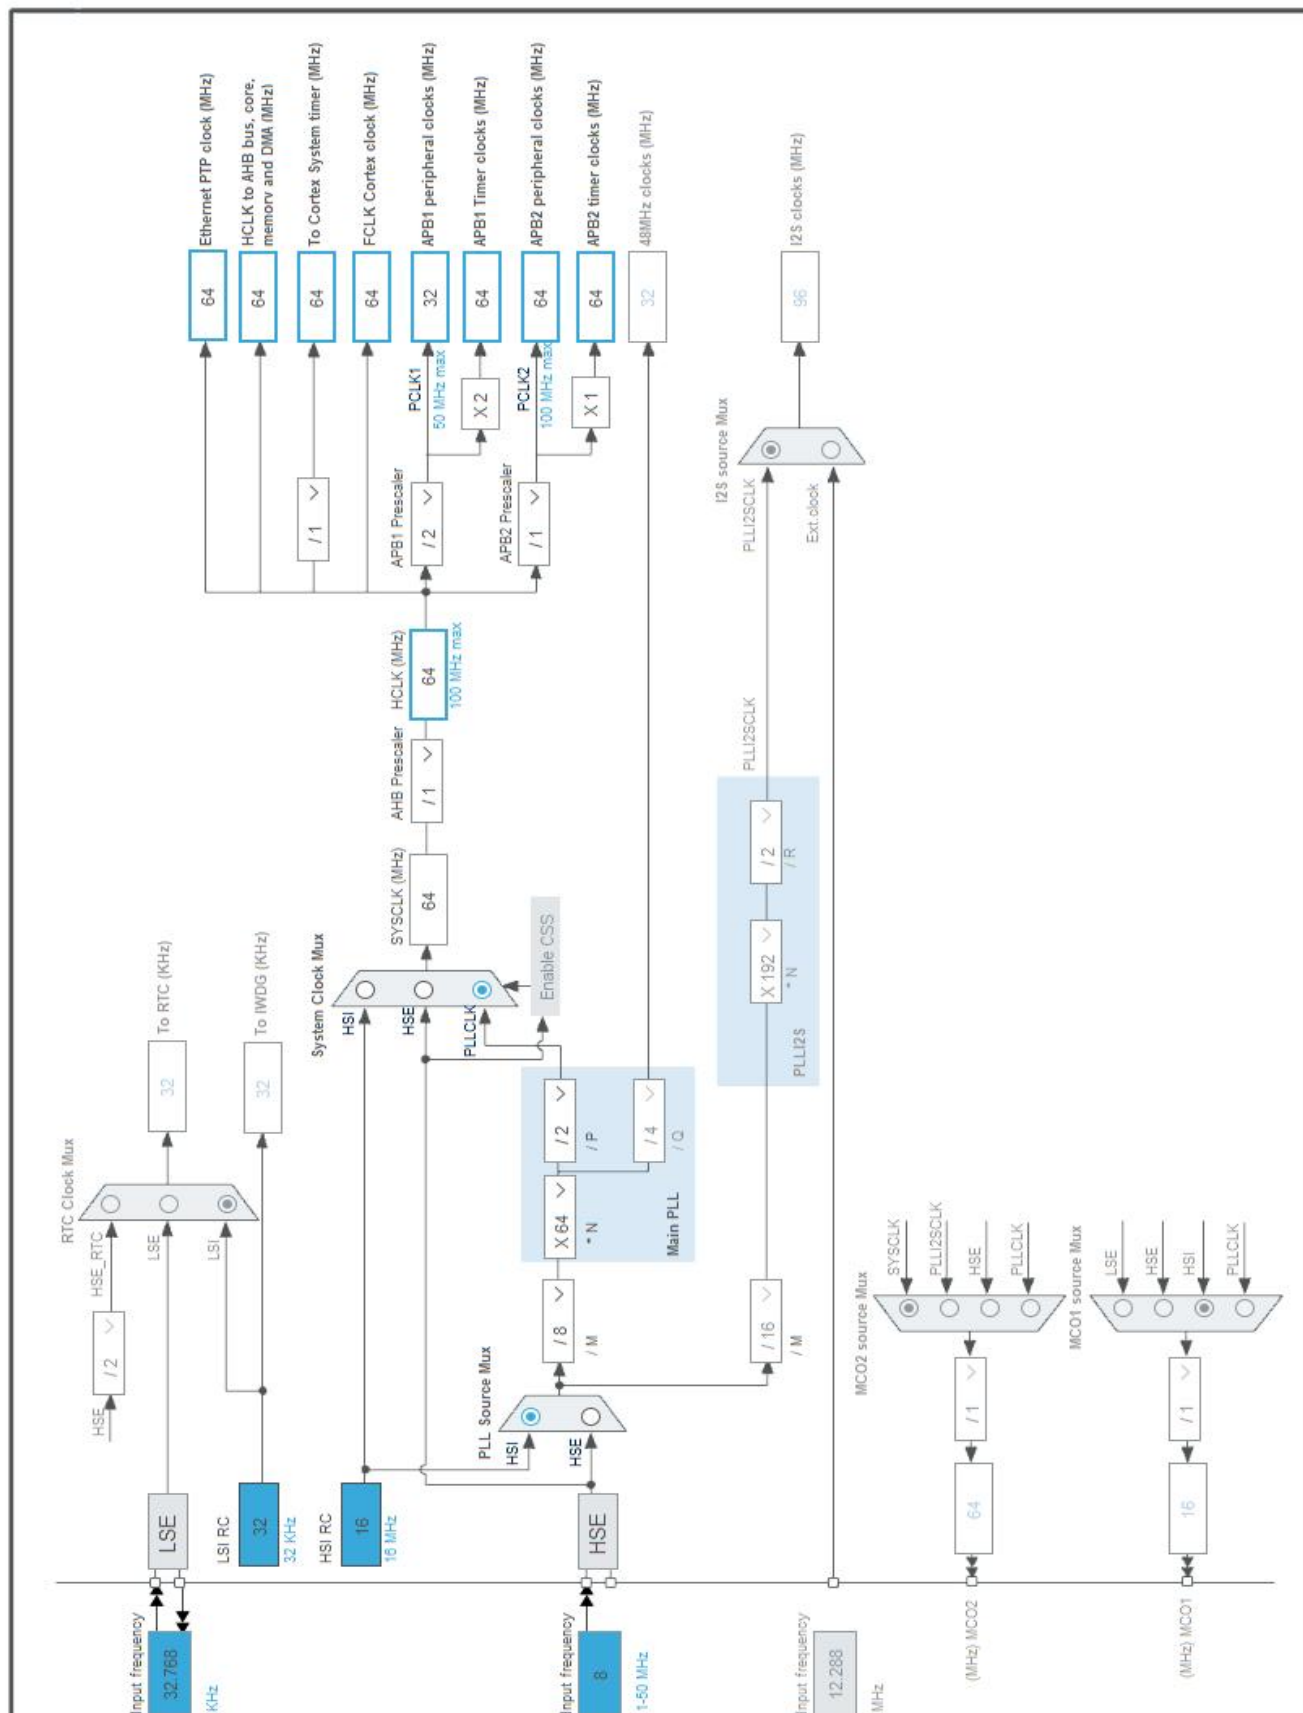 RTC Clock Mux
HSE
/ 2
HSE_RTC
LSE
LSI
32
To RTC (KHz)
32
To IWDG (KHz)
Input frequency
32.768
KHz
LSE
LSI RC
32
32 KHz
HSI RC
16
16 MHz
Input frequency
8
1-50 MHz
HSE
PLL Source Mux
HSI
HSE
/ 8
/ M
X 64
* N
/ 2
/ P
/ 4
/ Q
Main PLL
System Clock Mux
HSI
HSE
PLLCLK
Enable CSS
SYSCLK (MHz)
64
AHB Prescaler
/ 1
HCLK (MHz)
64
100 MHz max
64
Ethernet PTP clock (MHz)
64
HCLK to AHB bus, core,
memory and DMA (MHz)
/ 1
64
To Cortex System timer (MHz)
64
FCLK Cortex clock (MHz)
APB1 Prescaler
/ 2
PCLK1
50 MHz max
32
APB1 peripheral clocks (MHz)
X 2
64
APB1 Timer clocks (MHz)
APB2 Prescaler
/ 1
PCLK2
100 MHz max
64
APB2 peripheral clocks (MHz)
X 1
64
APB2 timer clocks (MHz)
32
48MHz clocks (MHz)
/ 16
/ M
PLLI2S
X 192
* N
/ 2
/ R
PLLI2SCLK
I2S source Mux
PLLI2SCLK
Ext.clock
96
I2S clocks (MHz)
Input frequency
12.288
MHz
MCO2 source Mux
SYSCLK
PLLI2SCLK
HSE
PLLCLK
/ 1
64
(MHz) MCO2
MCO1 source Mux
LSE
HSE
HSI
PLLCLK
/ 1
16
(MHz) MCO1